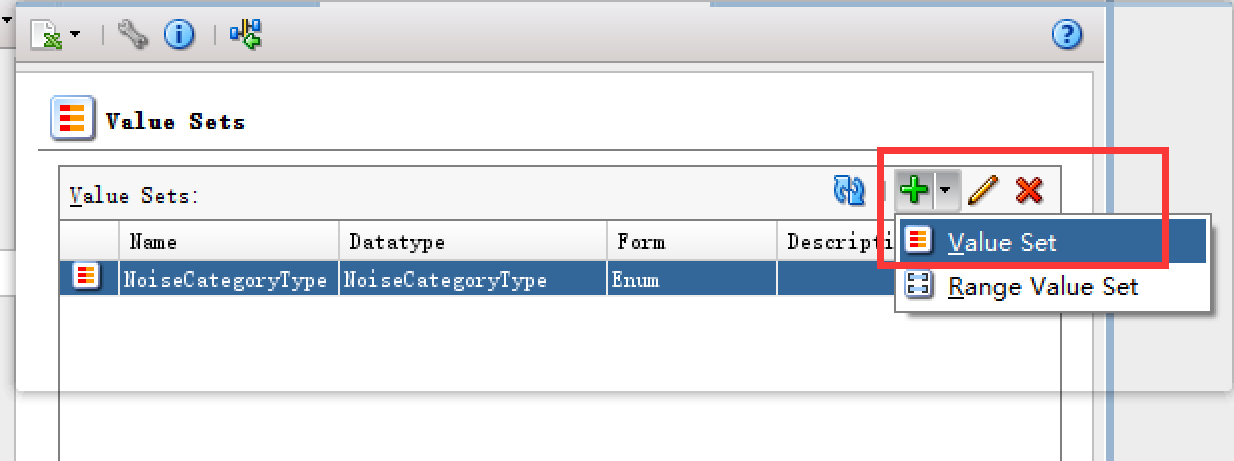 Value Sets
Value Sets:
Name Datatype Form Descripti
NoiseCategoryType NoiseCategoryType Enum
Value Set
Range Value Set